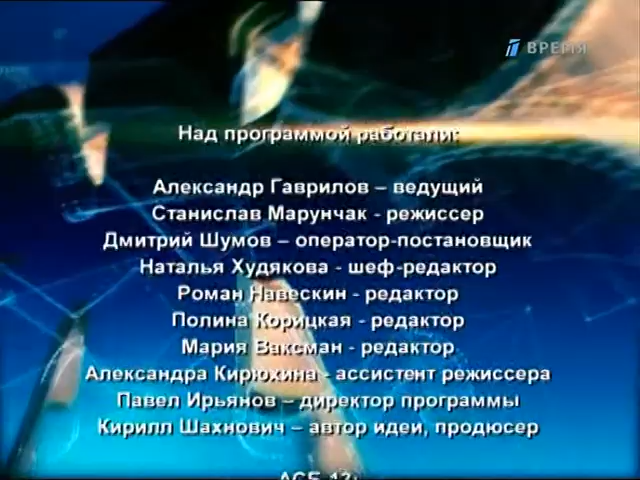 ВРЕМЯ
Над программой работали:
Александр Гаврилов – ведущий
Станислав Марунчак - режиссер
Дмитрий Шумов – оператор-постановщик
Наталья Худякова - шеф-редактор
Роман Навескин - редактор
Полина Корицкая - редактор
Мария Ваксман - редактор
Александра Кирюхина - ассистент режиссера
Павел Ирьянов – директор программы
Кирилл Шахнович – автор идеи, продюсер